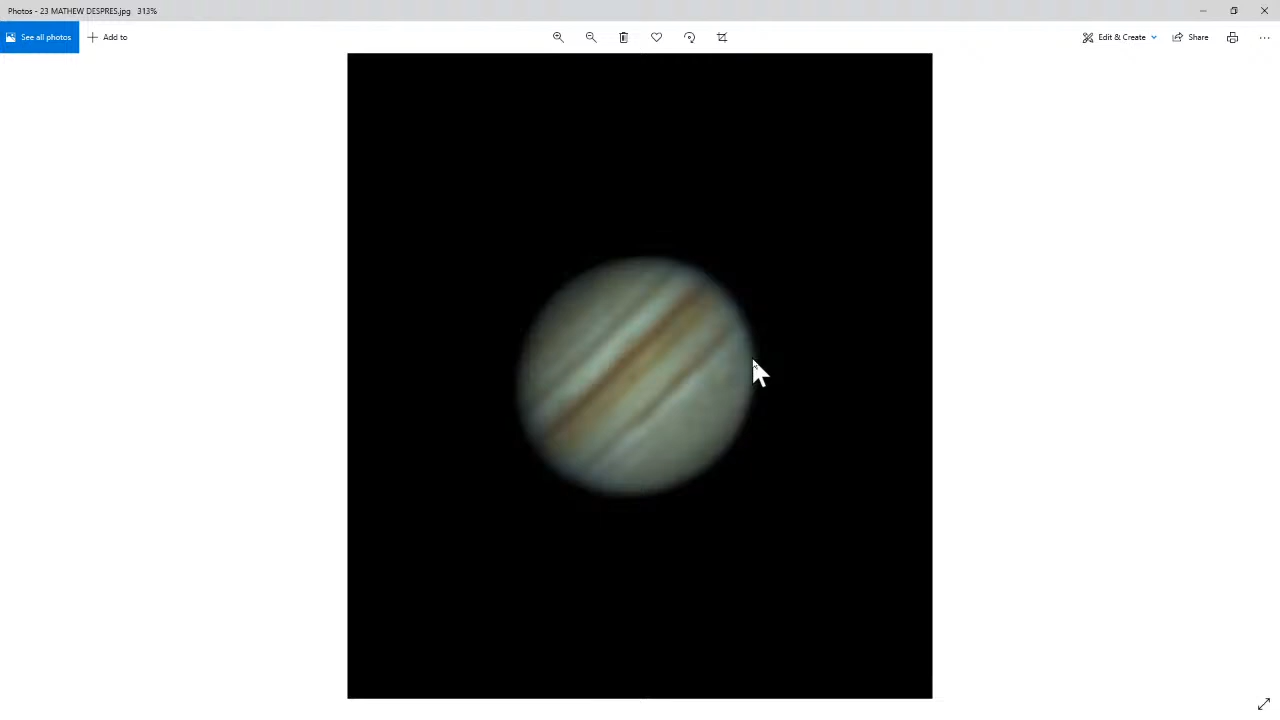 Photos - 23 MATHEW DESPRES.jpg 313%
See all photos
Add to
Edit & Create
Share